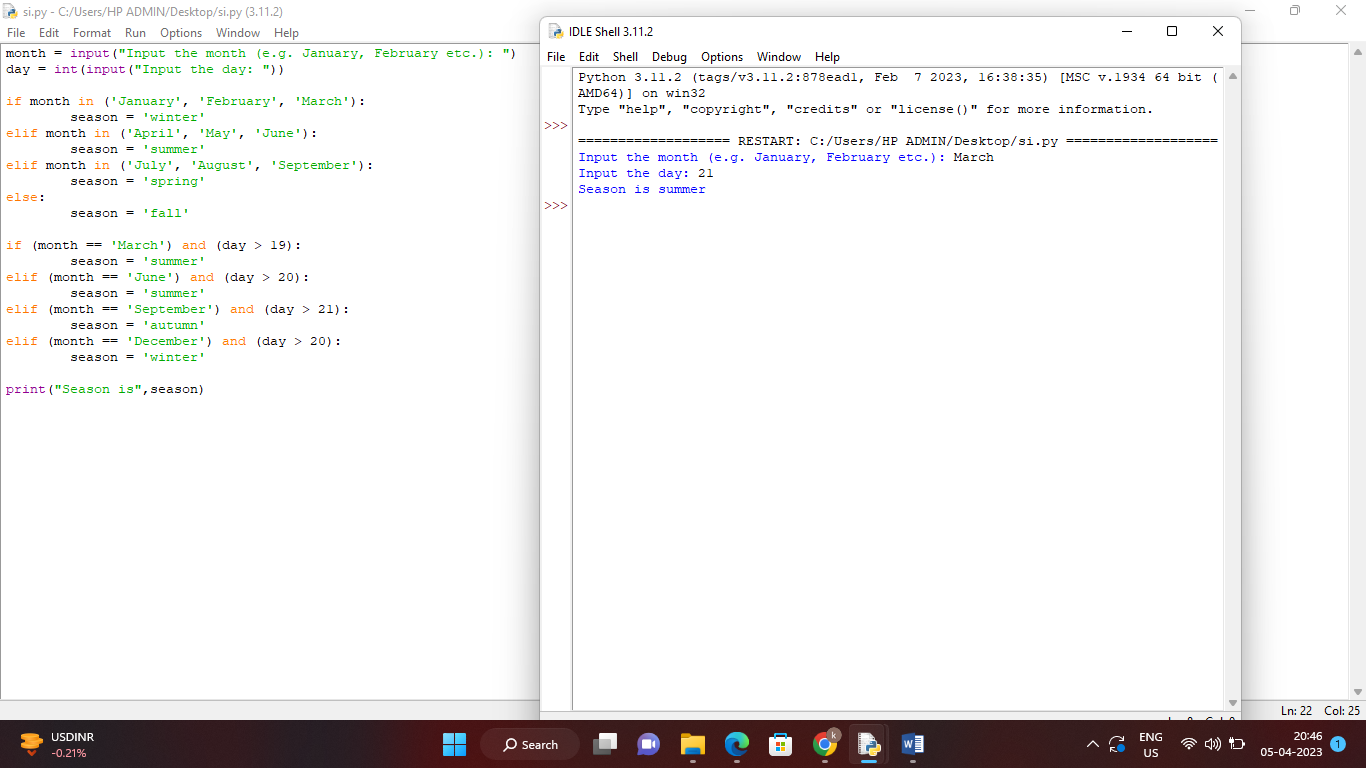 si.py - C:/Users/HP ADMIN/Desktop/si.py (3.11.2)
File Edit Format Run Options Window Help
month = input("Input the month (e.g. January, February etc.): ")
day = int(input("Input the day: "))

if month in ('January', 'February', 'March'):
        season = 'winter'
elif month in ('April', 'May', 'June'):
        season = 'summer'
elif month in ('July', 'August', 'September'):
        season = 'spring'
else:
        season = 'fall'

if (month == 'March') and (day > 19):
        season = 'summer'
elif (month == 'June') and (day > 20):
        season = 'summer'
elif (month == 'September') and (day > 21):
        season = 'autumn'
elif (month == 'December') and (day > 20):
        season = 'winter'

print("Season is",season)
IDLE Shell 3.11.2
File Edit Shell Debug Options Window Help
Python 3.11.2 (tags/v3.11.2:878ead1, Feb  7 2023, 16:38:35) [MSC v.1934 64 bit (
AMD64)] on win32
Type "help", "copyright", "credits" or "license()" for more information.
>>>
=================== RESTART: C:/Users/HP ADMIN/Desktop/si.py ===================
Input the month (e.g. January, February etc.): March
Input the day: 21
Season is summer
>>>
Ln: 22 Col: 25
USDINR
-0.21%
Search
k
ENG
US
20:46
05-04-2023
1